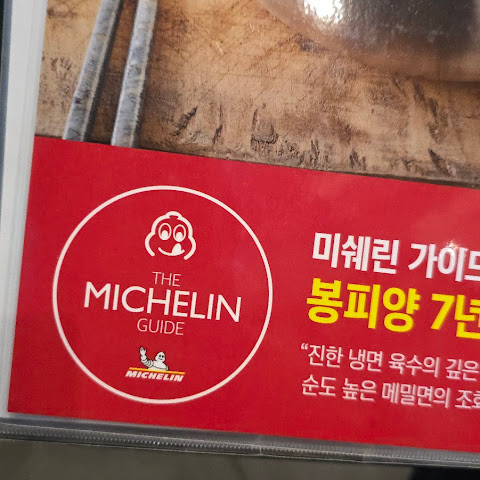 THE
MICHELIN
GUIDE
MICHELIN
미쉐린 가이드
봉피양 7년
“진한 냉면 육수의 깊은
순도 높은 메밀면의 조화